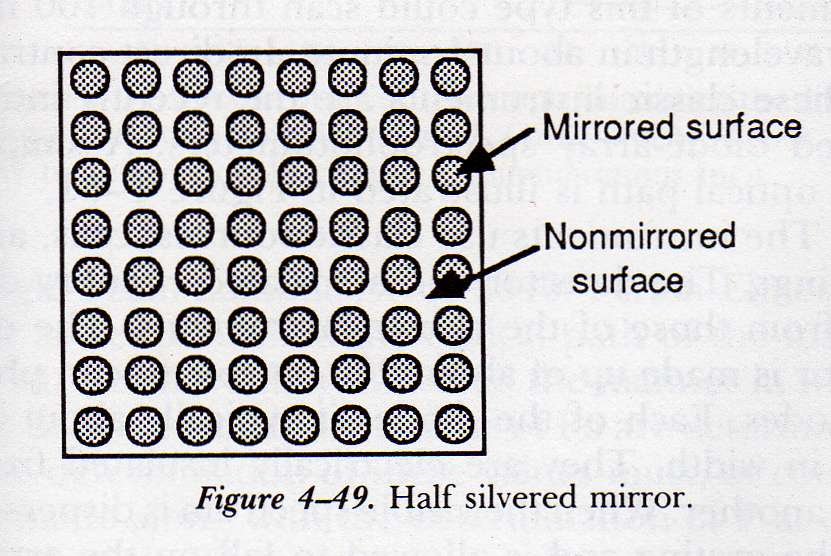 Mirrored surface
Nonmirrored
surface
Figure 4–49. Half silvered mirror.